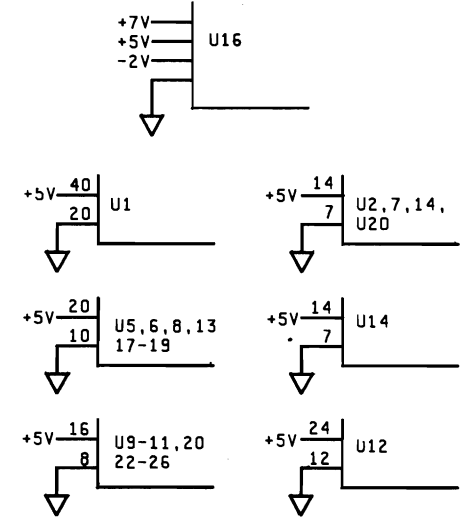 +7V
+5V U16
-2V
40
+5V U1
20
14
+5V U2,7,14,
7 U20
20
+5V U5,6,8,13
10 17-19
14
+5V U14
7
16
+5V U9-11,20
8 22-26
24
+5V U12
12